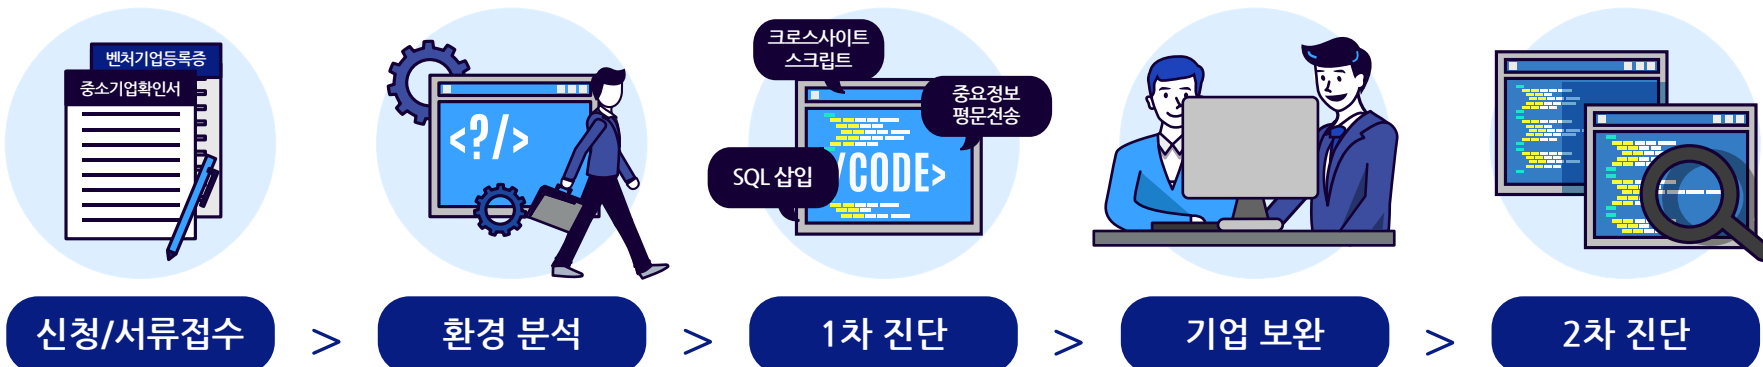 벤처기업등록증
중소기업확인서
<?/>
크로스사이트
스크립트
중요정보
평문전송
SQL 삽입
/CODE>
신청/서류접수
>
환경 분석
>
1차 진단
>
기업 보완
>
2차 진단